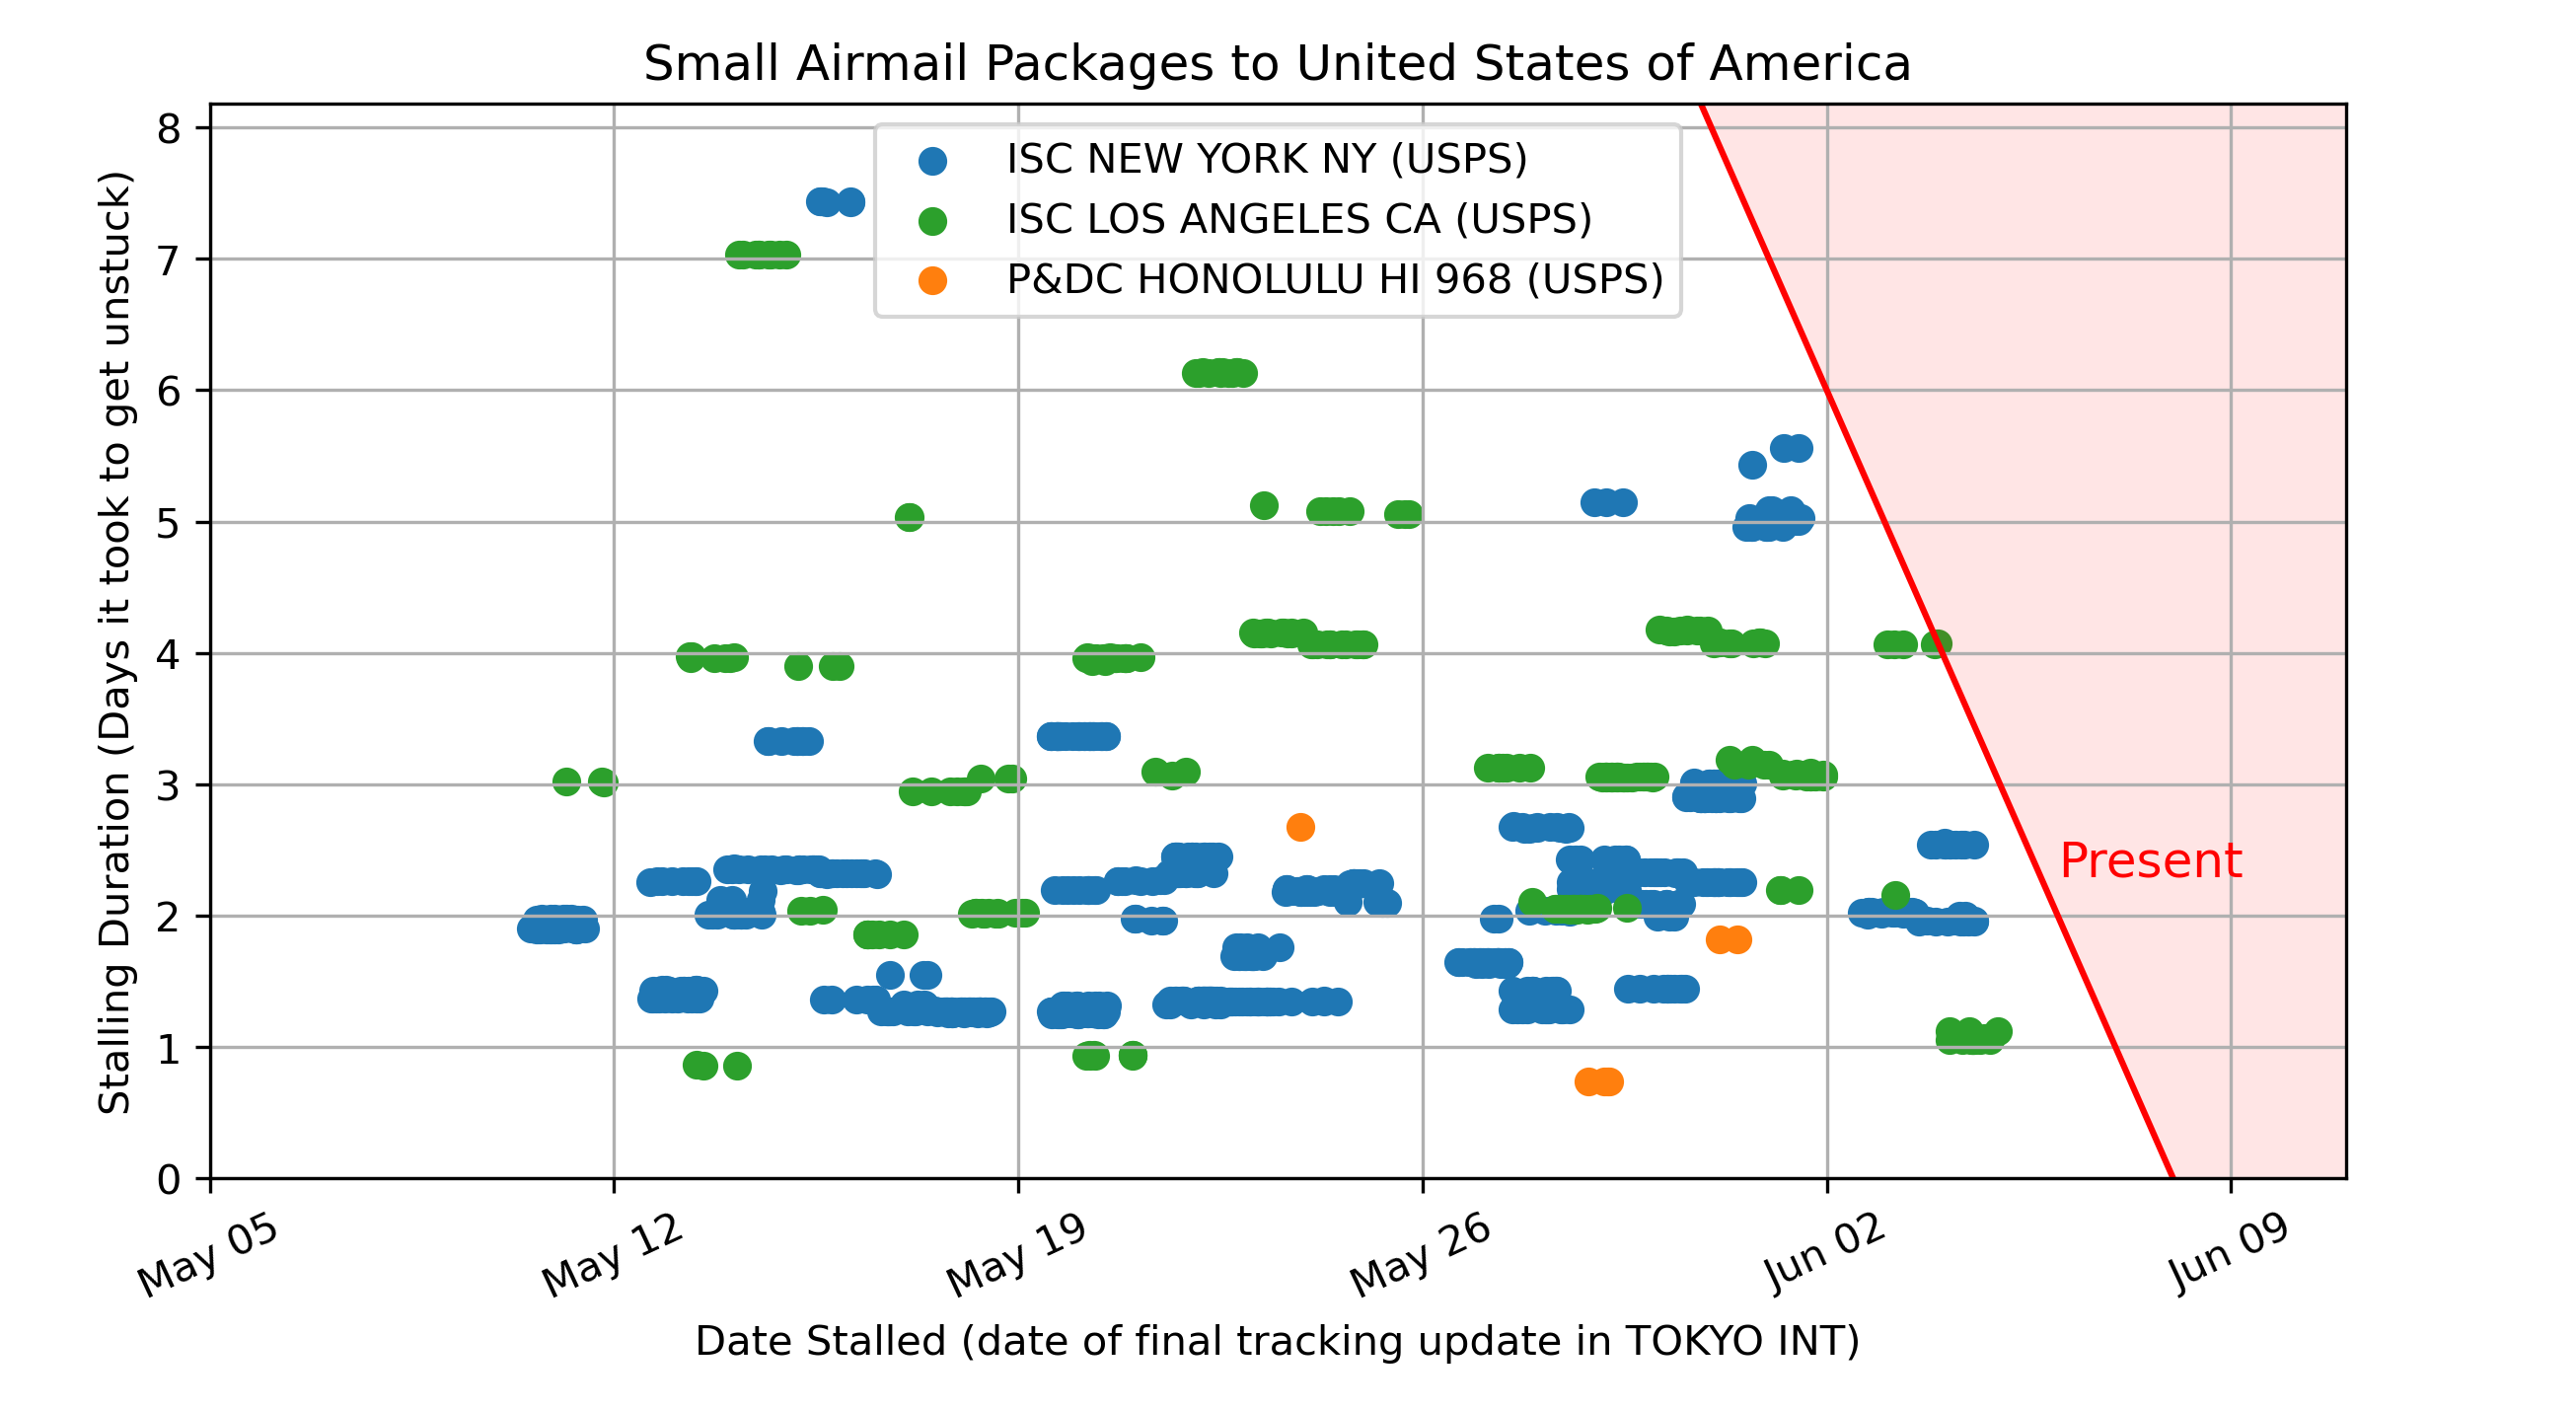 Small Airmail Packages to United States of America
Stalling Duration (Days it took to get unstuck)
8
7
6
5
4
3
2
1
0
ISC NEW YORK NY (USPS)
ISC LOS ANGELES CA (USPS)
P&DC HONOLULU HI 968 (USPS)
Present
May 05
May 12
May 19
May 26
Jun 02
Jun 09
Date Stalled (date of final tracking update in TOKYO INT)